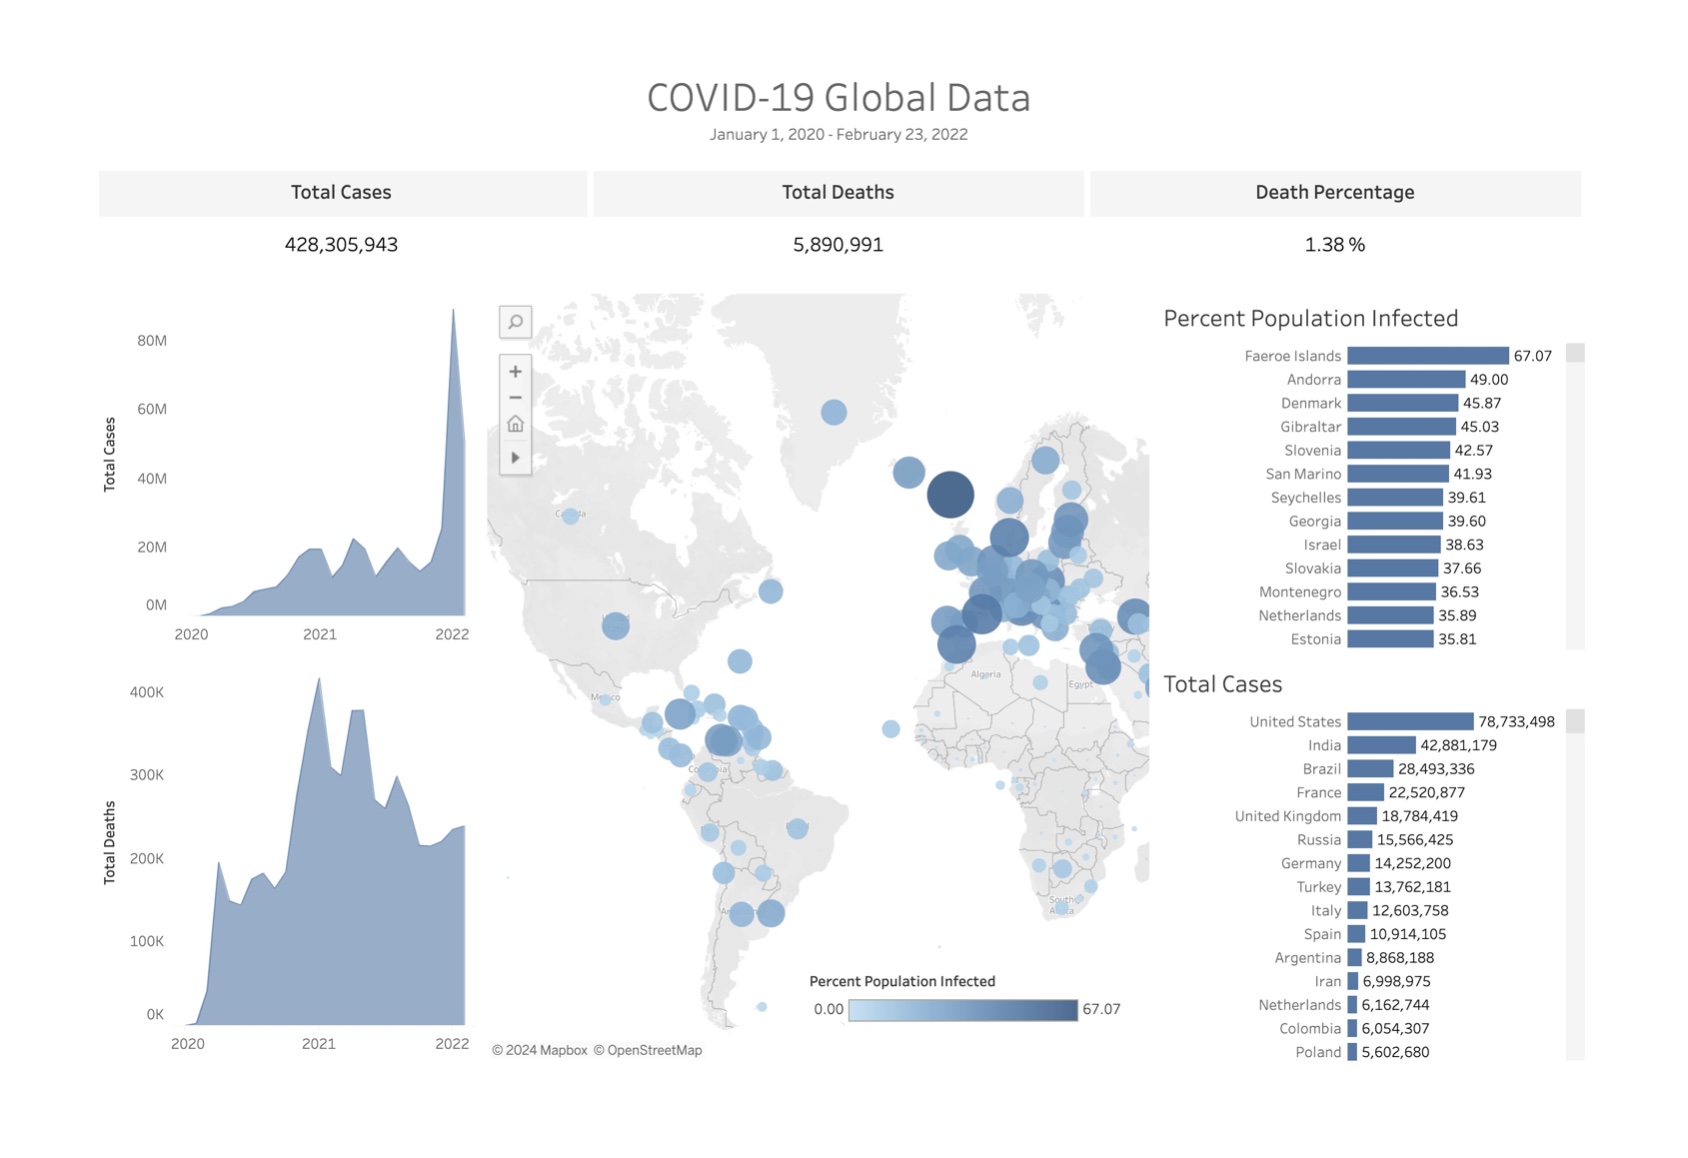 COVID-19 Global Data
January 1, 2020 - February 23, 2022
Total Cases
Total Deaths
Death Percentage
428,305,943
5,890,991
1.38 %
Total Cases
80M
60M
40M
20M
0M
2020
2021
2022
Total Deaths
400K
300K
200K
100K
0K
2020
2021
2022
Mexico
Algeria
Egypt
South
Percent Population Infected
0.00
67.07
© 2024 Mapbox © OpenStreetMap
Percent Population Infected
Faeroe Islands 67.07
Andorra 49.00
Denmark 45.87
Gibraltar 45.03
Slovenia 42.57
San Marino 41.93
Seychelles 39.61
Georgia 39.60
Israel 38.63
Slovakia 37.66
Montenegro 36.53
Netherlands 35.89
Estonia 35.81
Total Cases
United States 78,733,498
India 42,881,179
Brazil 28,493,336
France 22,520,877
United Kingdom 18,784,419
Russia 15,566,425
Germany 14,252,200
Turkey 13,762,181
Italy 12,603,758
Spain 10,914,105
Argentina 8,868,188
Iran 6,998,975
Netherlands 6,162,744
Colombia 6,054,307
Poland 5,602,680